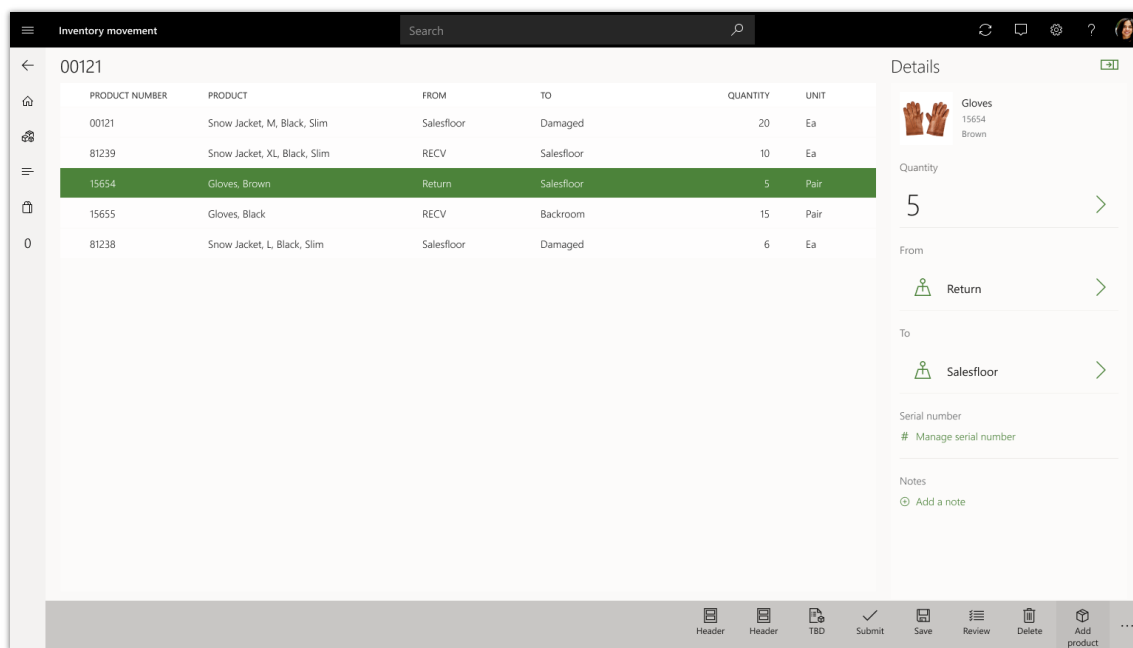 Inventory movement
Search
?
00121
PRODUCT NUMBER PRODUCT FROM TO QUANTITY UNIT
00121 Snow Jacket, M, Black, Slim Salesfloor Damaged 20 Ea
81239 Snow Jacket, XL, Black, Slim RECV Salesfloor 10 Ea
15654 Gloves, Brown Return Salesfloor 5 Pair
15655 Gloves, Black RECV Backroom 15 Pair
81238 Snow Jacket, L, Black, Slim Salesfloor Damaged 6 Ea
0
Details
Gloves
15654
Brown
Quantity
5
From
Return
To
Salesfloor
Serial number
# Manage serial number
Notes
Add a note
Header Header TBD Submit Save Review Delete Add product ...